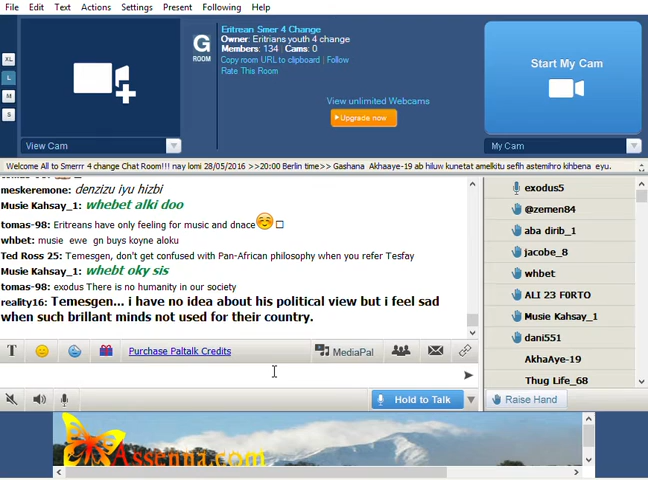 File Edit Text Actions Settings Present Following Help
XL
L
M
S
View Cam
G
ROOM
Eritrean Smer 4 Change
Owner: Eritrians youth 4 change
Members: 134 Cams: 0
Copy room URL to clipboard | Follow
Rate This Room
View unlimited Webcams
Upgrade now
Start My Cam
My Cam
Welcome All to Smerrr 4 change Chat Room!!! nay lomi 28/05/2016 >>20:00 Berlin time>> Gashana Akhaaye-19 ab hiluw kunetat amelkitu sefih astemihro kihbena eyu.
meskeremone: denzizu iyu hizbi
Musie Kahsay_1: whebet alki doo
tomas-98: Eritreans have only feeling for music and dnace
whbet: musie ewe gn buys koyne aloku
Ted Ross 25: Temesgen, don't get confused with Pan-African philosophy when you refer Tesfay
Musie Kahsay_1: whebt oky sis
tomas-98: exodus There is no humanity in our society
reality16: Temesgen... i have no idea about his political view but i feel sad
when such brillant minds not used for their country.
T
Purchase Paltalk Credits
MediaPal
Hold to Talk
exodus5
@zemen84
aba dirib_1
jacobe_8
whbet
ALI 23 F0RTO
Musie Kahsay_1
dani551
AkhaAye-19
Thug Life_68
Raise Hand
Assenna.com